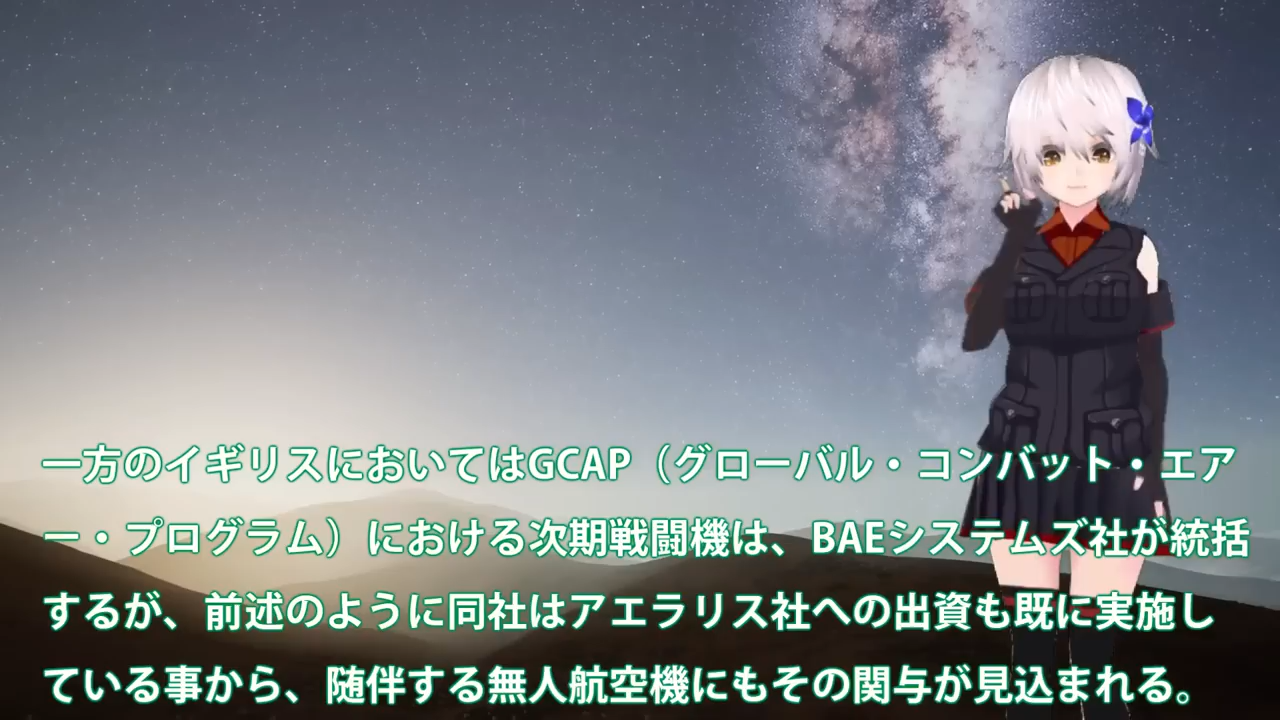 一方のイギリスにおいてはGCAP（グローバル・コンバット・エア
ー・プログラム）における次期戦闘機は、BAEシステムズ社が統括
するが、前述のように同社はアエラリス社への出資も既に実施し
ている事から、随伴する無人航空機にもその関与が見込まれる。